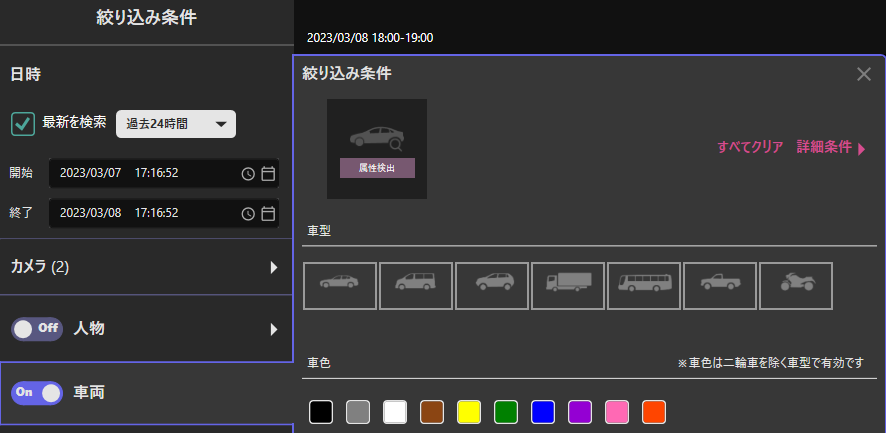 絞り込み条件
日時
最新を検索 過去24時間
開始 2023/03/07 17:16:52
終了 2023/03/08 17:16:52
カメラ (2)
Off 人物
On 車両
2023/03/08 18:00-19:00
絞り込み条件
属性検出
すべてクリア 詳細条件
車型
車色 ※車色は二輪車を除く車型で有効です